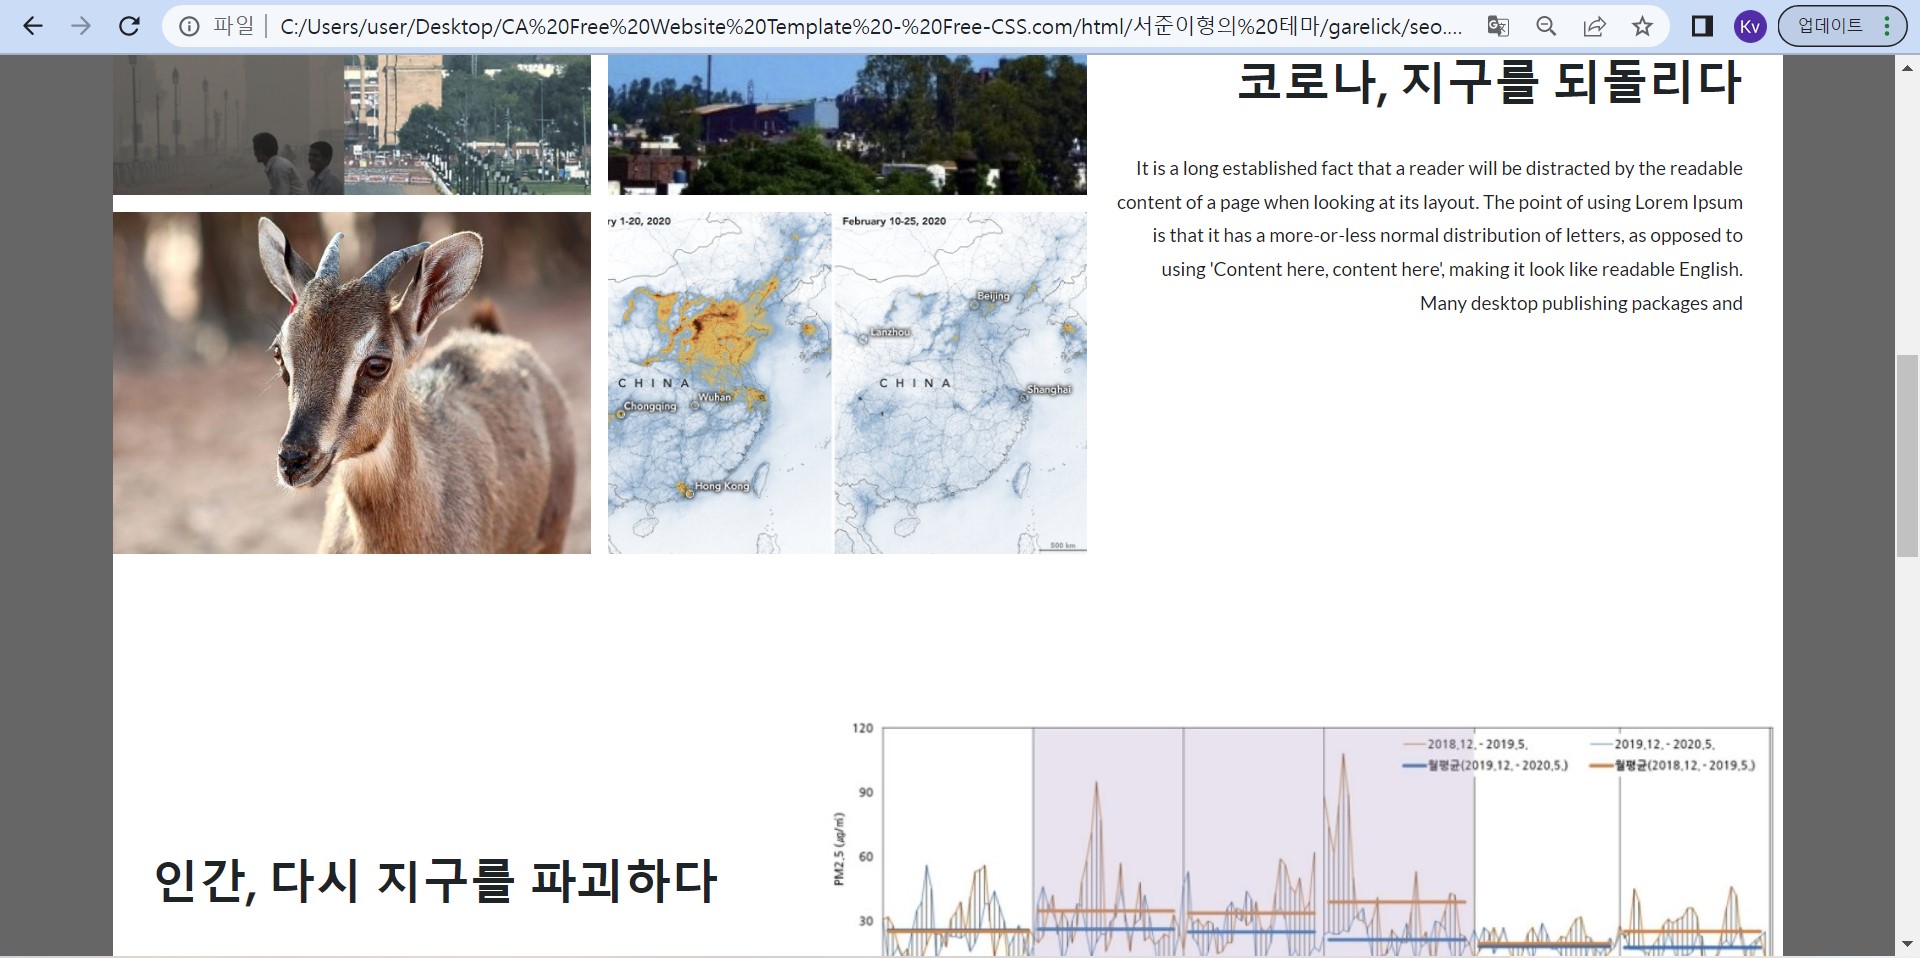 파일
C:/Users/user/Desktop/CA%20Free%20Website%20Template%20-%20Free-CSS.com/html/서준이형의%20테마/garelick/seo....
Kv
업데이트
코로나, 지구를 되돌리다
It is a long established fact that a reader will be distracted by the readable
content of a page when looking at its layout. The point of using Lorem Ipsum
is that it has a more-or-less normal distribution of letters, as opposed to
using 'Content here, content here', making it look like readable English.
Many desktop publishing packages and
ry 1-20, 2020
CHINA
Wuhan
Chongqing
Hong Kong
February 10-25, 2020
Beijing
Lanzhou
CHINA
Shanghai
500 km
인간, 다시 지구를 파괴하다
120
90
60
30
PM2.5 (㎍/㎥)
2018.12. - 2019.5.
2019.12. - 2020.5.
월평균(2019.12. - 2020.5.)
월평균(2018.12. - 2019.5.)